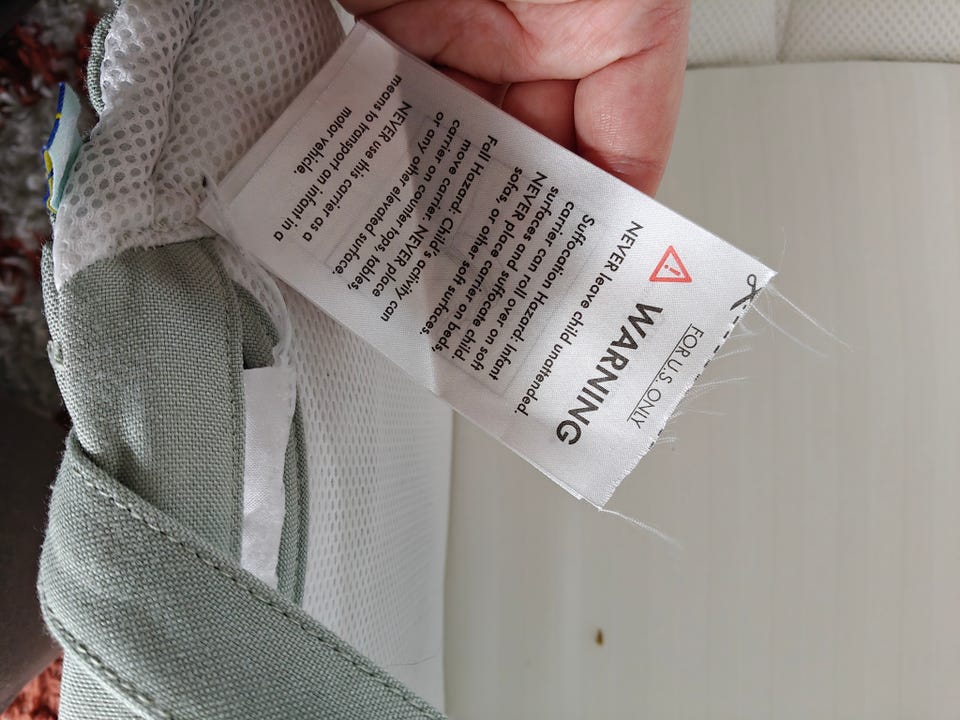 FOR U.S. ONLY
WARNING
NEVER leave child unattended.
Suffocation Hazard: Infant
carrier can roll over on soft
surfaces and suffocate child.
NEVER place carrier on beds,
sofas, or other soft surfaces.
Fall Hazard: Child's activity can
move carrier. NEVER place
carrier on counter tops, tables,
or any other elevated surface.
NEVER use this carrier as a
means to transport an infant in a
motor vehicle.